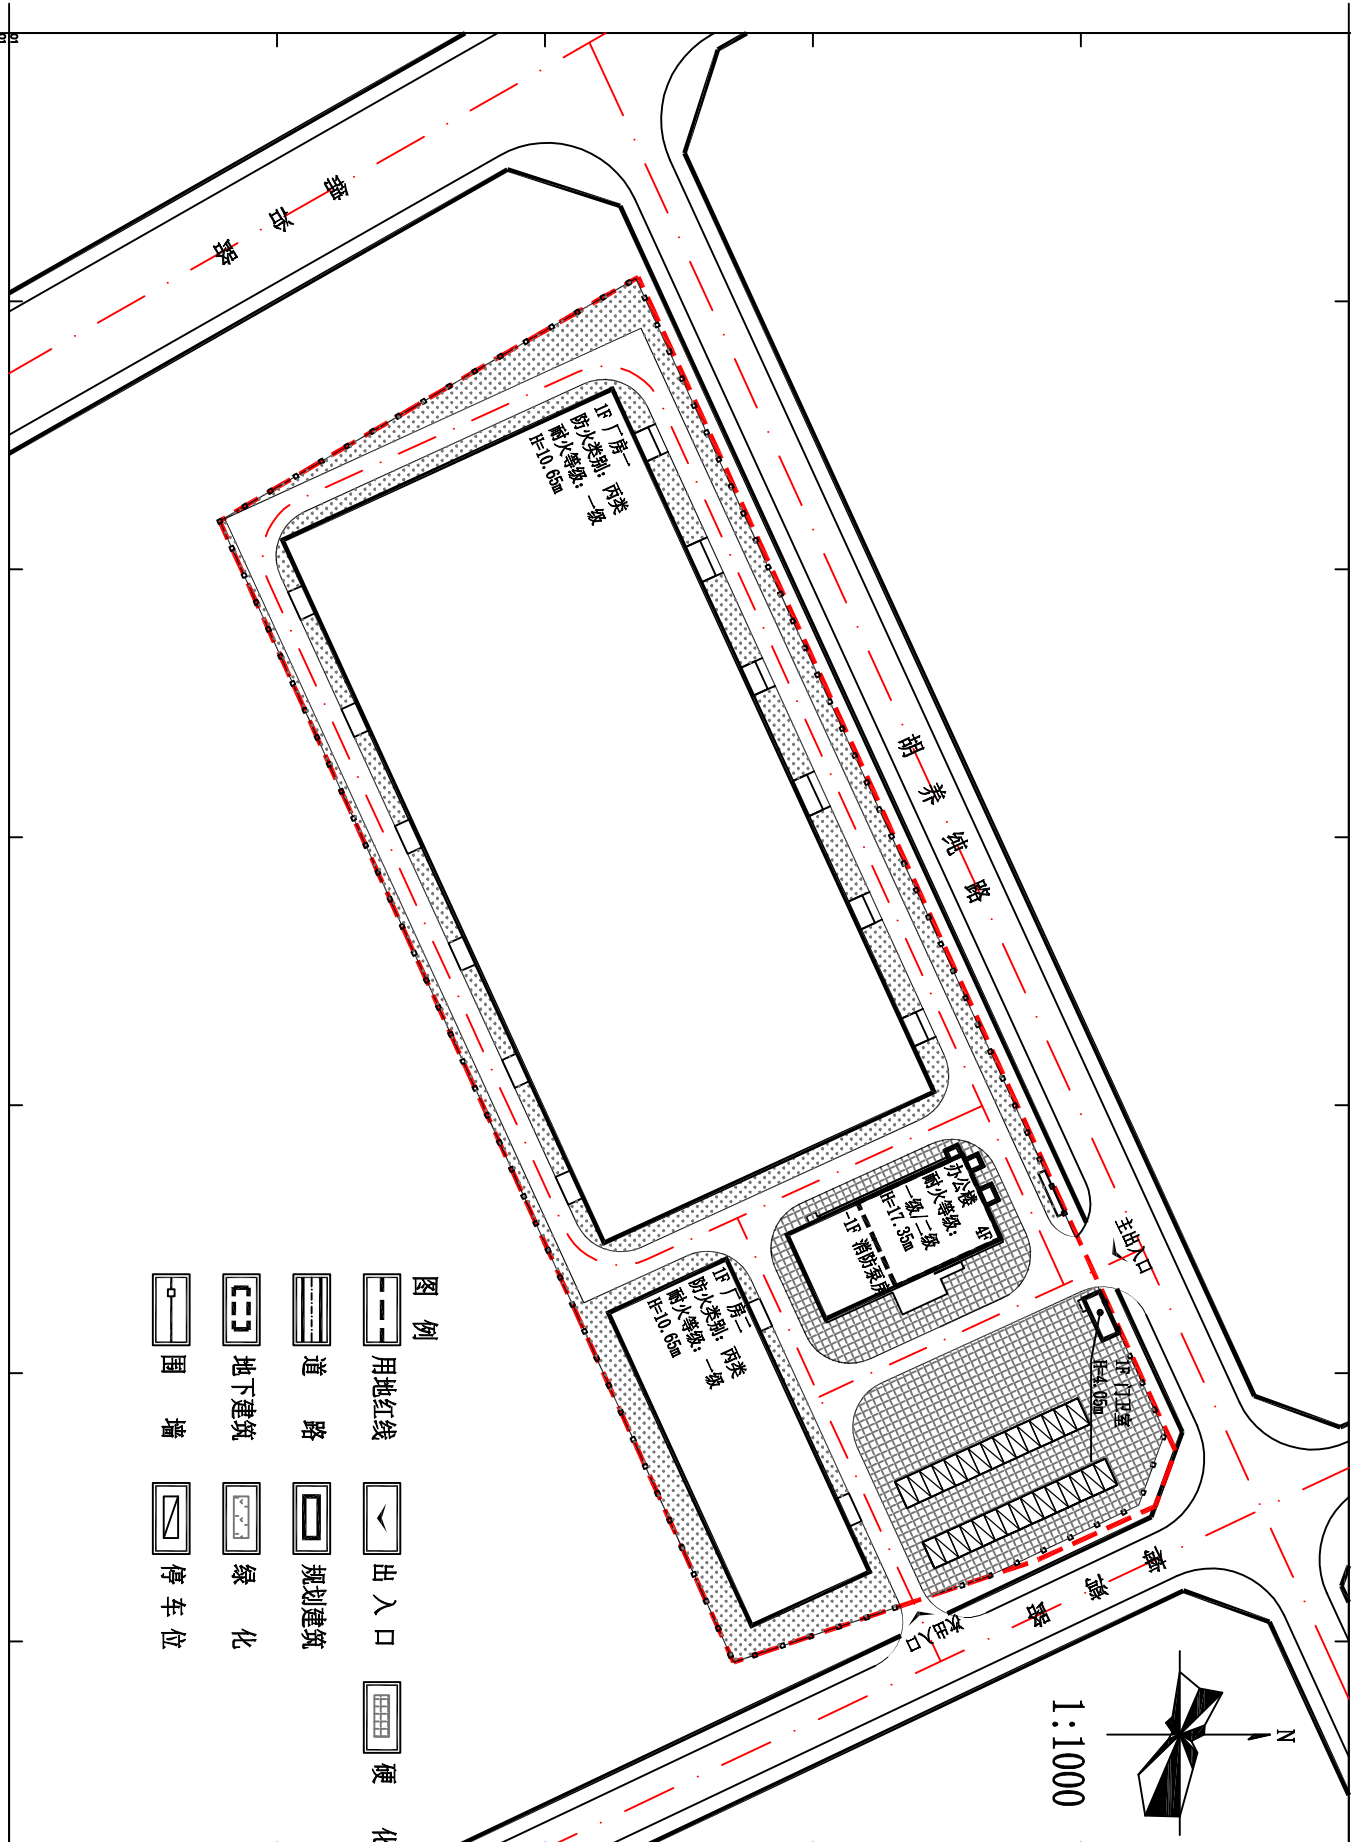 胡养纯路
主出入口
1F 厂房一
防火类别：丙类
耐火等级：一级
H=10.65m
办公楼 4F
耐火等级：
一级/二级
H=17.35m
-1F 消防泵房
1F 门卫室
H=4.05m
1F 厂房二
防火类别：丙类
耐火等级：一级
H=10.65m
次出入口
路
路
N
1:1000
图 例
用地红线
出入口
硬 化
道 路
规划建筑
地下建筑
绿 化
围 墙
停车位